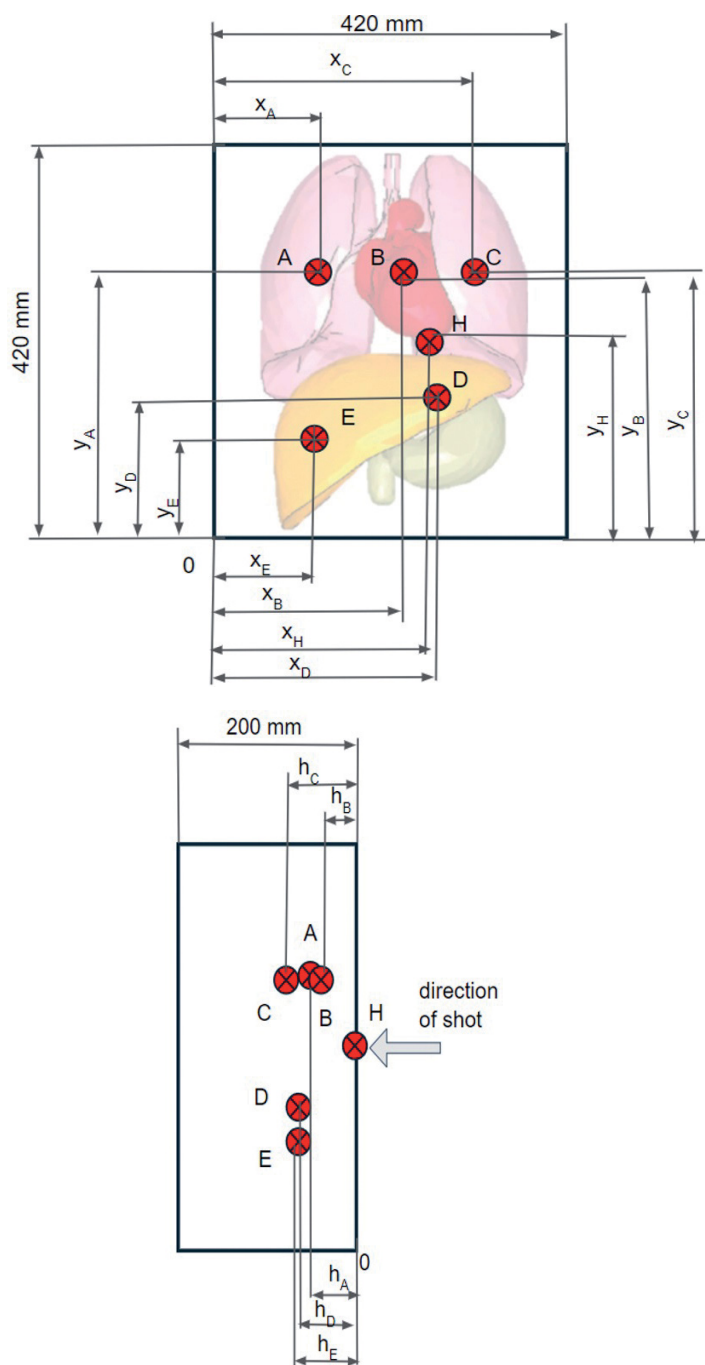 420 mm
x_C
x_A
420 mm
A
B
C
H
D
E
y_A
y_D
y_E
y_H
y_B
y_C
0
x_E
x_B
x_H
x_D
200 mm
h_C
h_B
A
C
B
H
direction
of shot
D
E
0
h_A
h_D
h_E